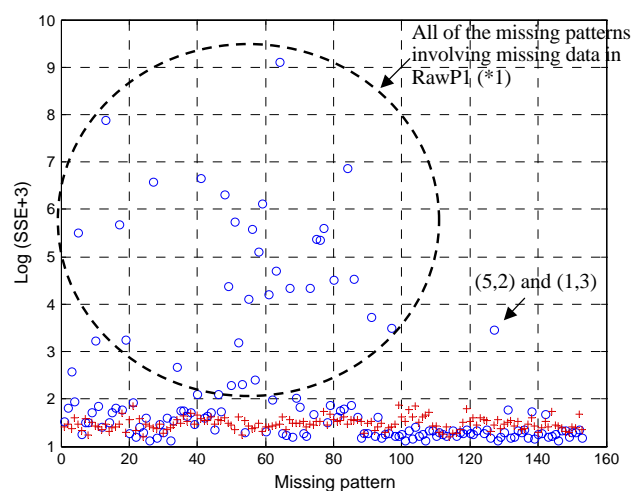 All of the missing patterns
involving missing data in
RawP1 (*1)
(5,2) and (1,3)
Log (SSE+3)
10
9
8
7
6
5
4
3
2
1
0 20 40 60 80 100 120 140 160
Missing pattern